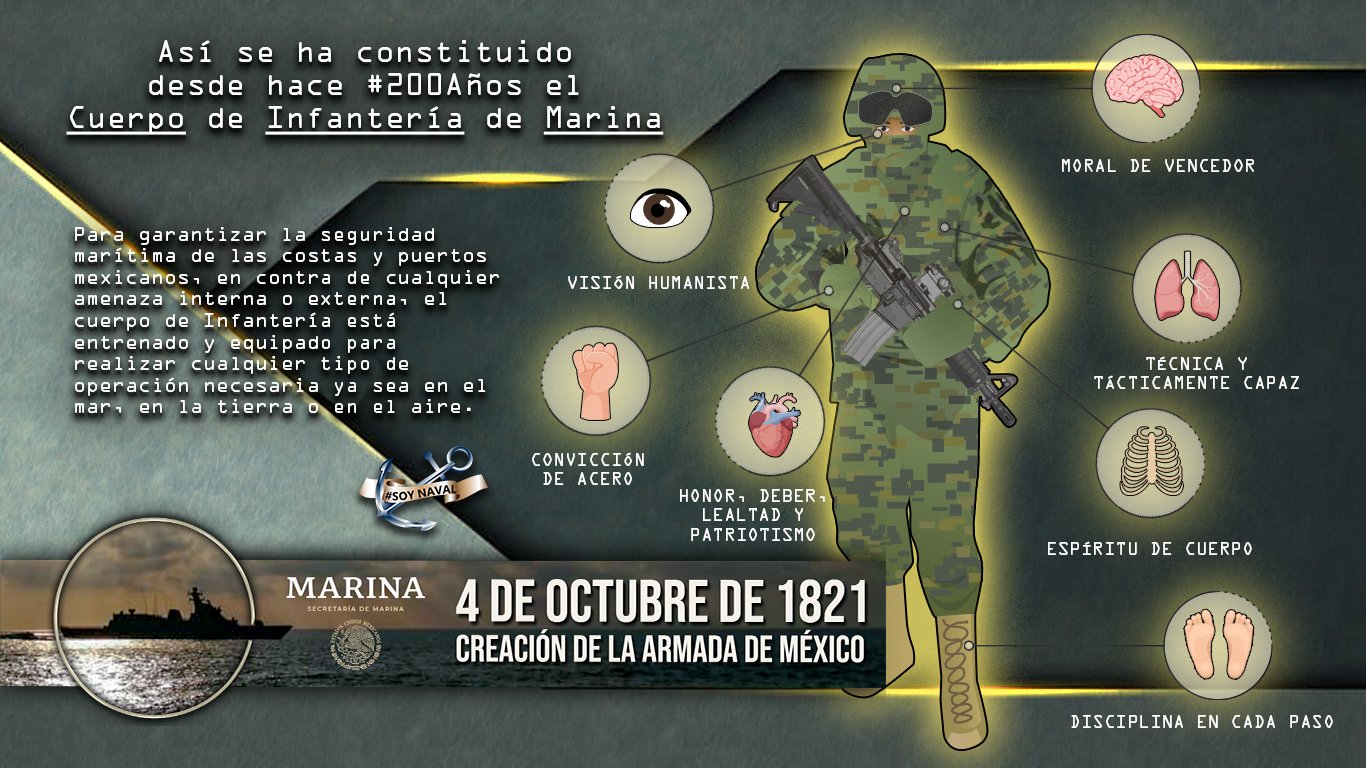 Así se ha constituido
desde hace #200Años el
Cuerpo de Infantería de Marina
Para garantizar la seguridad
marítima de las costas y puertos
mexicanos, en contra de cualquier
amenaza interna o externa, el
cuerpo de Infantería está
entrenado y equipado para
realizar cualquier tipo de
operación necesaria ya sea en el
mar, en la tierra o en el aire.
#SOY NAVAL
MORAL DE VENCEDOR
VISIÓN HUMANISTA
TÉCNICA Y
TÁCTICAMENTE CAPAZ
CONVICCIÓN
DE ACERO
HONOR, DEBER,
LEALTAD Y
PATRIOTISMO
ESPÍRITU DE CUERPO
DISCIPLINA EN CADA PASO
MARINA
SECRETARÍA DE MARINA
ESTADOS UNIDOS MEXICANOS
4 DE OCTUBRE DE 1821
CREACIÓN DE LA ARMADA DE MÉXICO